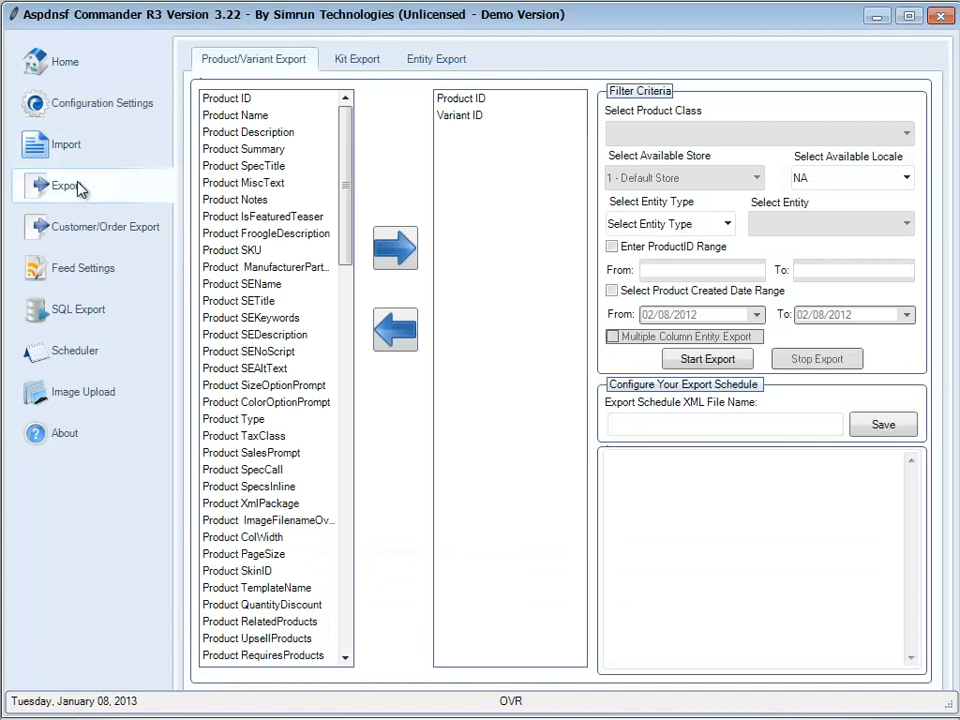 Aspdnsf Commander R3 Version 3.22 - By Simrun Technologies (Unlicensed - Demo Version)
Home
Configuration Settings
Import
Export
Customer/Order Export
Feed Settings
SQL Export
Scheduler
Image Upload
About
Product/Variant Export
Kit Export
Entity Export
Product ID
Product Name
Product Description
Product Summary
Product SpecTitle
Product MiscText
Product Notes
Product IsFeaturedTeaser
Product FroogleDescription
Product SKU
Product ManufacturerPart...
Product SEName
Product SETitle
Product SEKeywords
Product SEDescription
Product SENoScript
Product SEAltText
Product SizeOptionPrompt
Product ColorOptionPrompt
Product Type
Product TaxClass
Product SalesPrompt
Product SpecCall
Product SpecsInline
Product XmlPackage
Product ImageFilenameOv...
Product ColWidth
Product PageSize
Product SkinID
Product TemplateName
Product QuantityDiscount
Product RelatedProducts
Product UpsellProducts
Product RequiresProducts
Product ID
Variant ID
Filter Criteria
Select Product Class
Select Available Store
Select Available Locale
1 - Default Store
NA
Select Entity Type
Select Entity
Select Entity Type
Enter ProductID Range
From:
To:
Select Product Created Date Range
From: 02/08/2012
To: 02/08/2012
Multiple Column Entity Export
Start Export
Stop Export
Configure Your Export Schedule
Export Schedule XML File Name:
Save
Tuesday, January 08, 2013
OVR